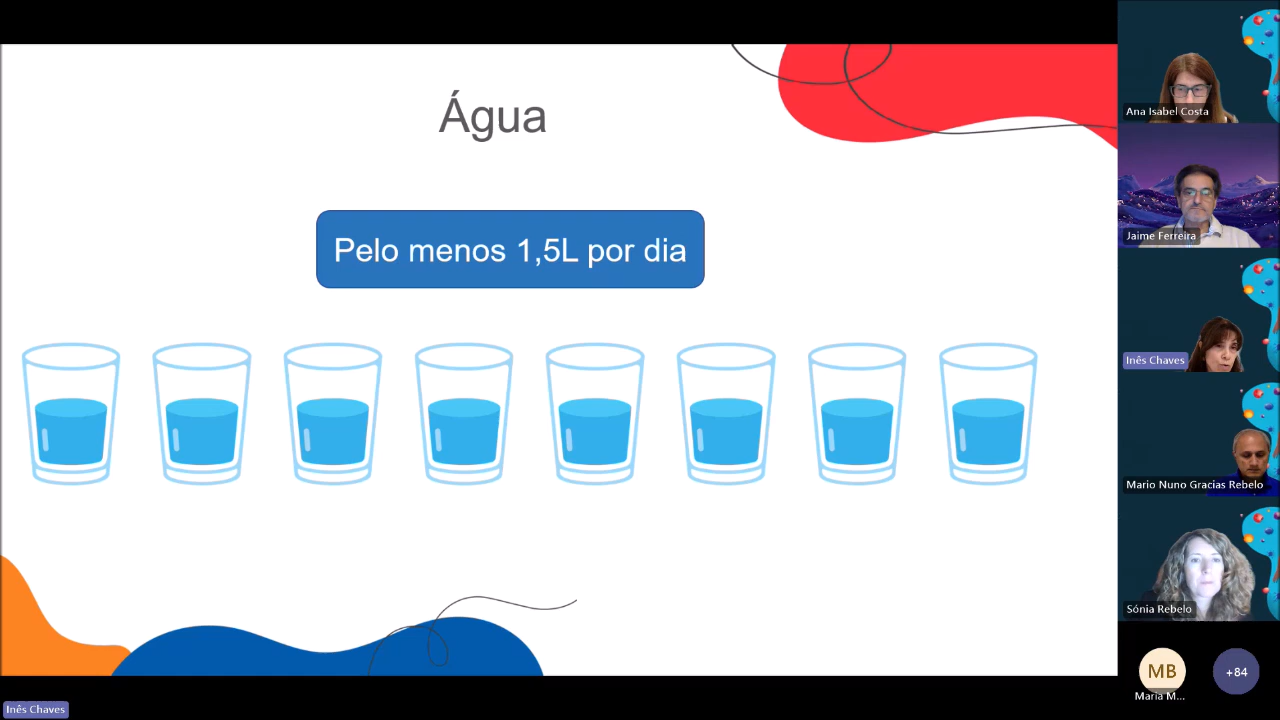 Água
Pelo menos 1,5L por dia
Ana Isabel Costa
Jaime Ferreira
Inês Chaves
Mario Nuno Gracias Rebelo
Sónia Rebelo
MB
+84
Maria M...
Inês Chaves